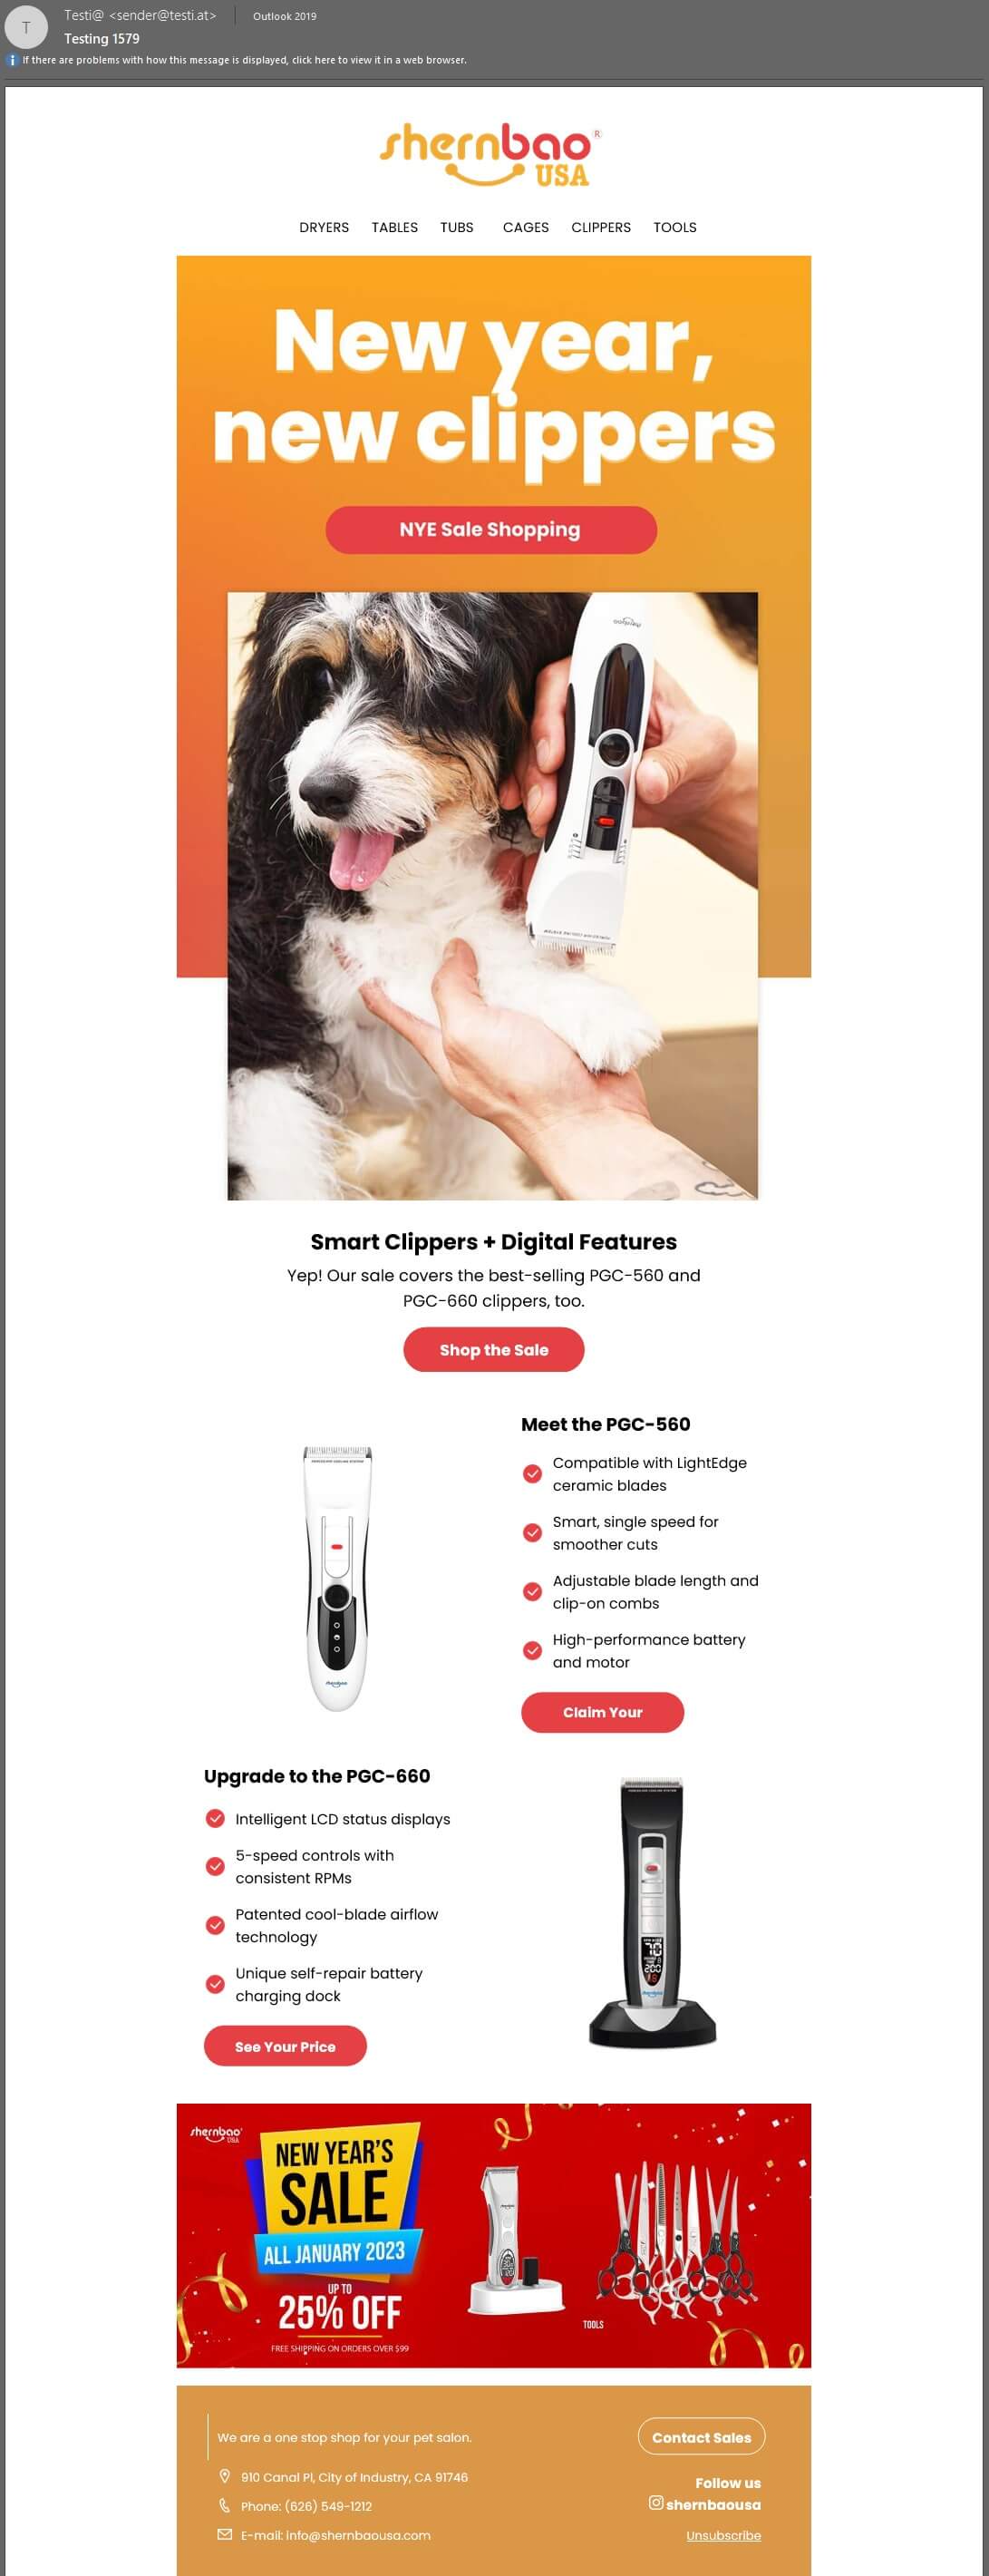 T
Testi@ <sender@testi.at>
Outlook 2019
Testing 1579
If there are problems with how this message is displayed, click here to view it in a web browser.
shernbao®
USA
DRYERS TABLES TUBS CAGES CLIPPERS TOOLS
New year,
new clippers
NYE Sale Shopping
Smart Clippers + Digital Features
Yep! Our sale covers the best-selling PGC-560 and
PGC-660 clippers, too.
Shop the Sale
Meet the PGC-560
Compatible with LightEdge
ceramic blades
Smart, single speed for
smoother cuts
Adjustable blade length and
clip-on combs
High-performance battery
and motor
Claim Your
shernbao
Upgrade to the PGC-660
Intelligent LCD status displays
5-speed controls with
consistent RPMs
Patented cool-blade airflow
technology
Unique self-repair battery
charging dock
See Your Price
70
200
shernbao
USA
NEW YEAR'S
SALE
ALL JANUARY 2023
UP TO
25% OFF
FREE SHIPPING ON ORDERS OVER $99
TOOLS
We are a one stop shop for your pet salon.
910 Canal Pl, City of Industry, CA 91746
Phone: (626) 549-1212
E-mail: info@shernbaousa.com
Contact Sales
Follow us
shernbaousa
Unsubscribe